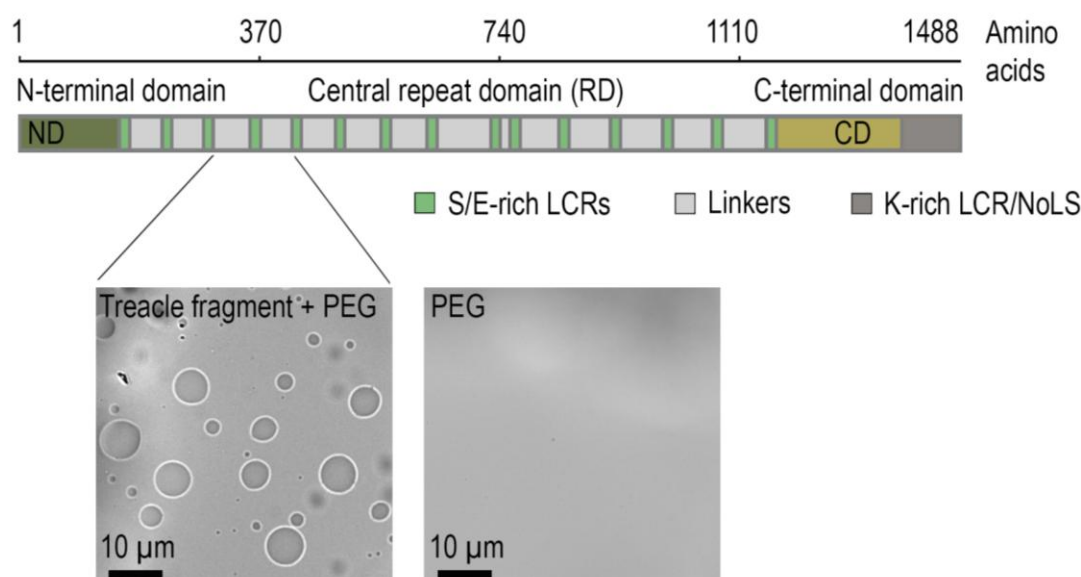 1 370 740 1110 1488 Amino
acids
N-terminal domain Central repeat domain (RD) C-terminal domain
ND CD
S/E-rich LCRs Linkers K-rich LCR/NoLS
Treacle fragment + PEG PEG
10 µm 10 µm